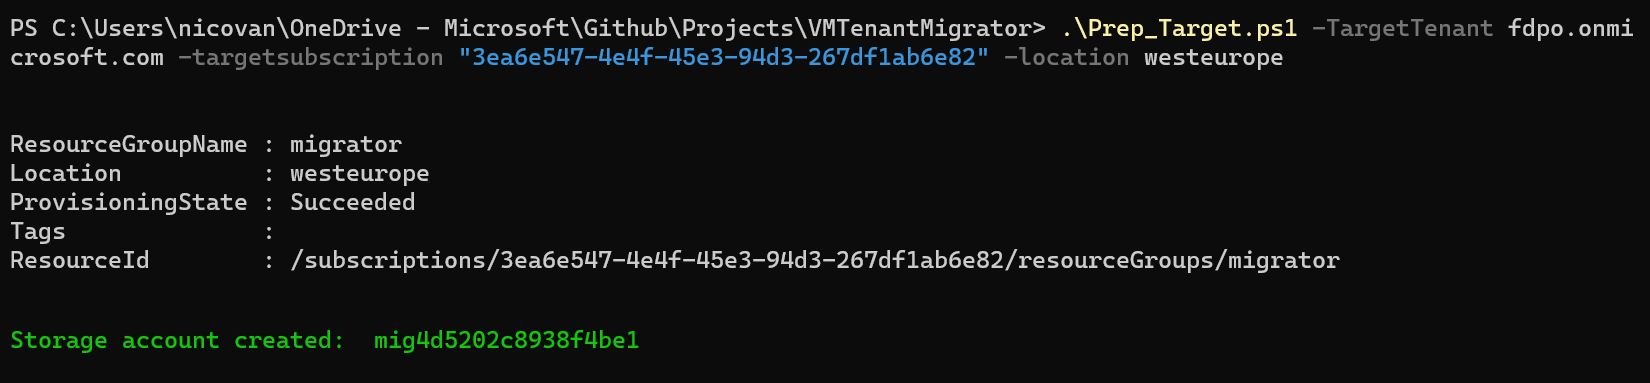 PS C:\Users\nicovan\OneDrive - Microsoft\Github\Projects\VMTenantMigrator> .\Prep_Target.ps1 -TargetTenant fdpo.onmi
crosoft.com -targetsubscription "3ea6e547-4e4f-45e3-94d3-267df1ab6e82" -location westeurope
ResourceGroupName : migrator
Location          : westeurope
ProvisioningState : Succeeded
Tags              :
ResourceId        : /subscriptions/3ea6e547-4e4f-45e3-94d3-267df1ab6e82/resourceGroups/migrator
Storage account created:  mig4d5202c8938f4be1